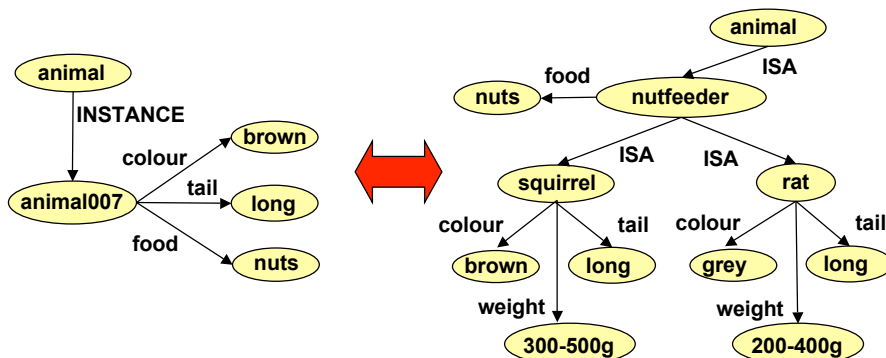 animal
INSTANCE
animal007
colour
tail
food
brown
long
nuts
animal
ISA
food
nuts
nutfeeder
ISA
ISA
squirrel
rat
colour
tail
colour
tail
brown
long
grey
long
weight
weight
300-500g
200-400g